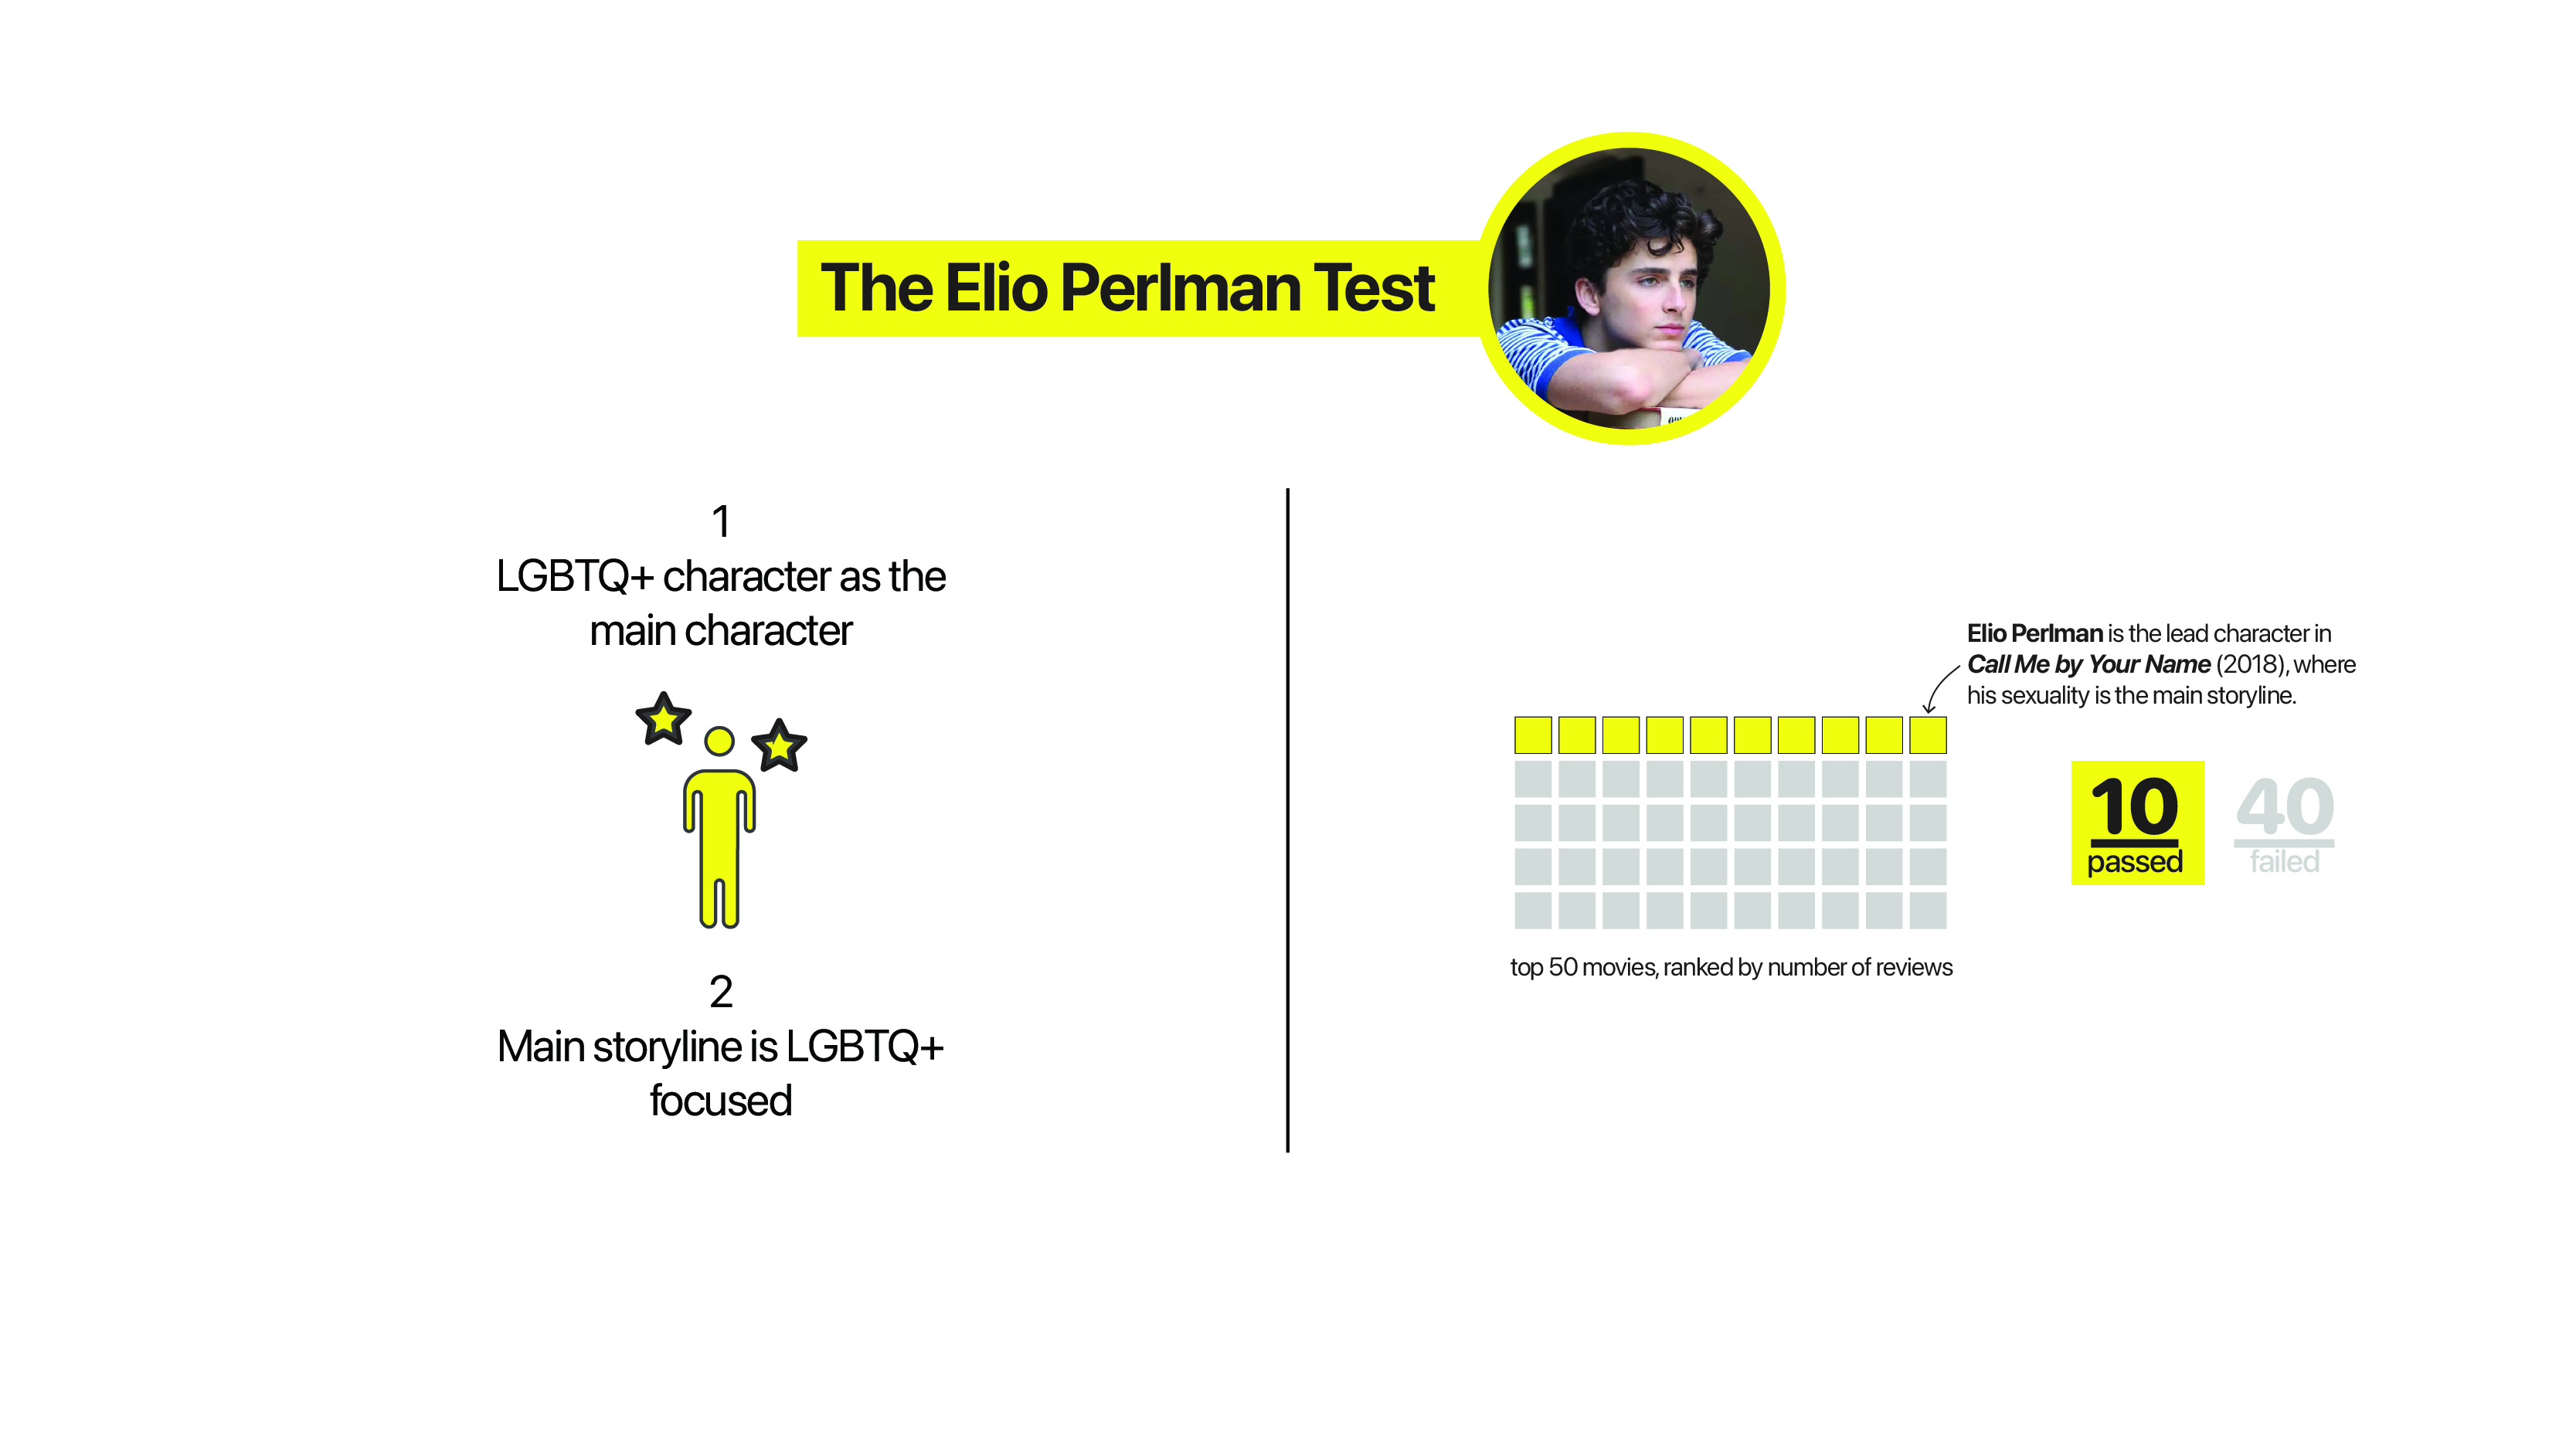 The Elio Perlman Test
1
LGBTQ+ character as the
main character
2
Main storyline is LGBTQ+
focused
Elio Perlman is the lead character in
Call Me by Your Name (2018), where
his sexuality is the main storyline.
10
passed
40
failed
top 50 movies, ranked by number of reviews